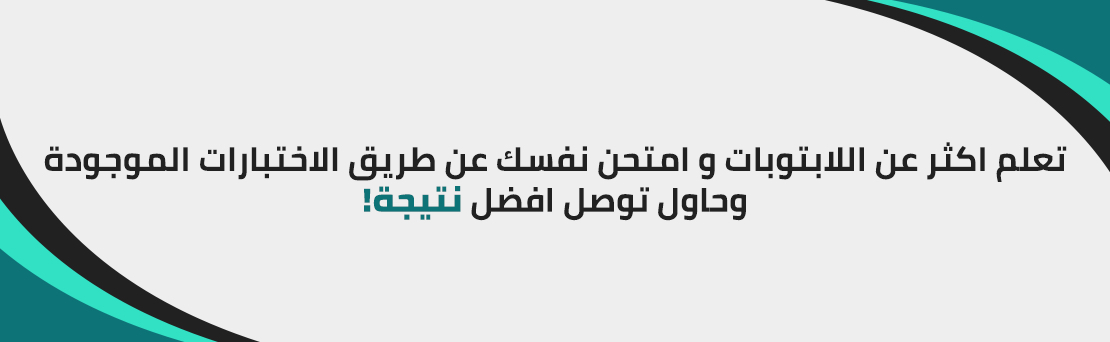 تعلم اكثر عن اللابتوبات و امتحن نفسك عن طريق الاختبارات الموجودة
وحاول توصل افضل نتيجة!